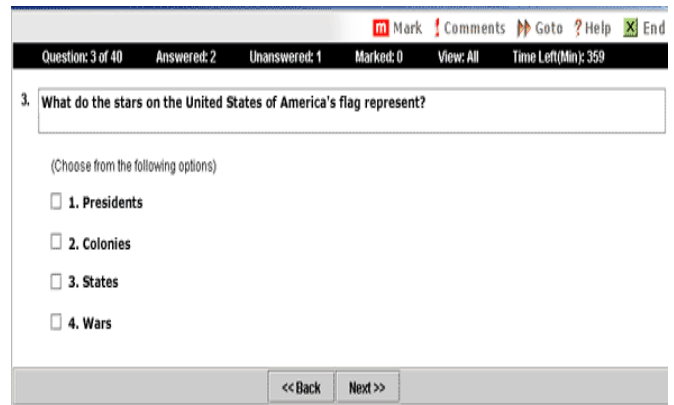 m Mark ! Comments Goto ? Help X End
Question: 3 of 40 Answered: 2 Unanswered: 1 Marked: 0 View: All Time Left(Min): 359
3. What do the stars on the United States of America's flag represent?
(Choose from the following options)
1. Presidents
2. Colonies
3. States
4. Wars
<< Back Next >>